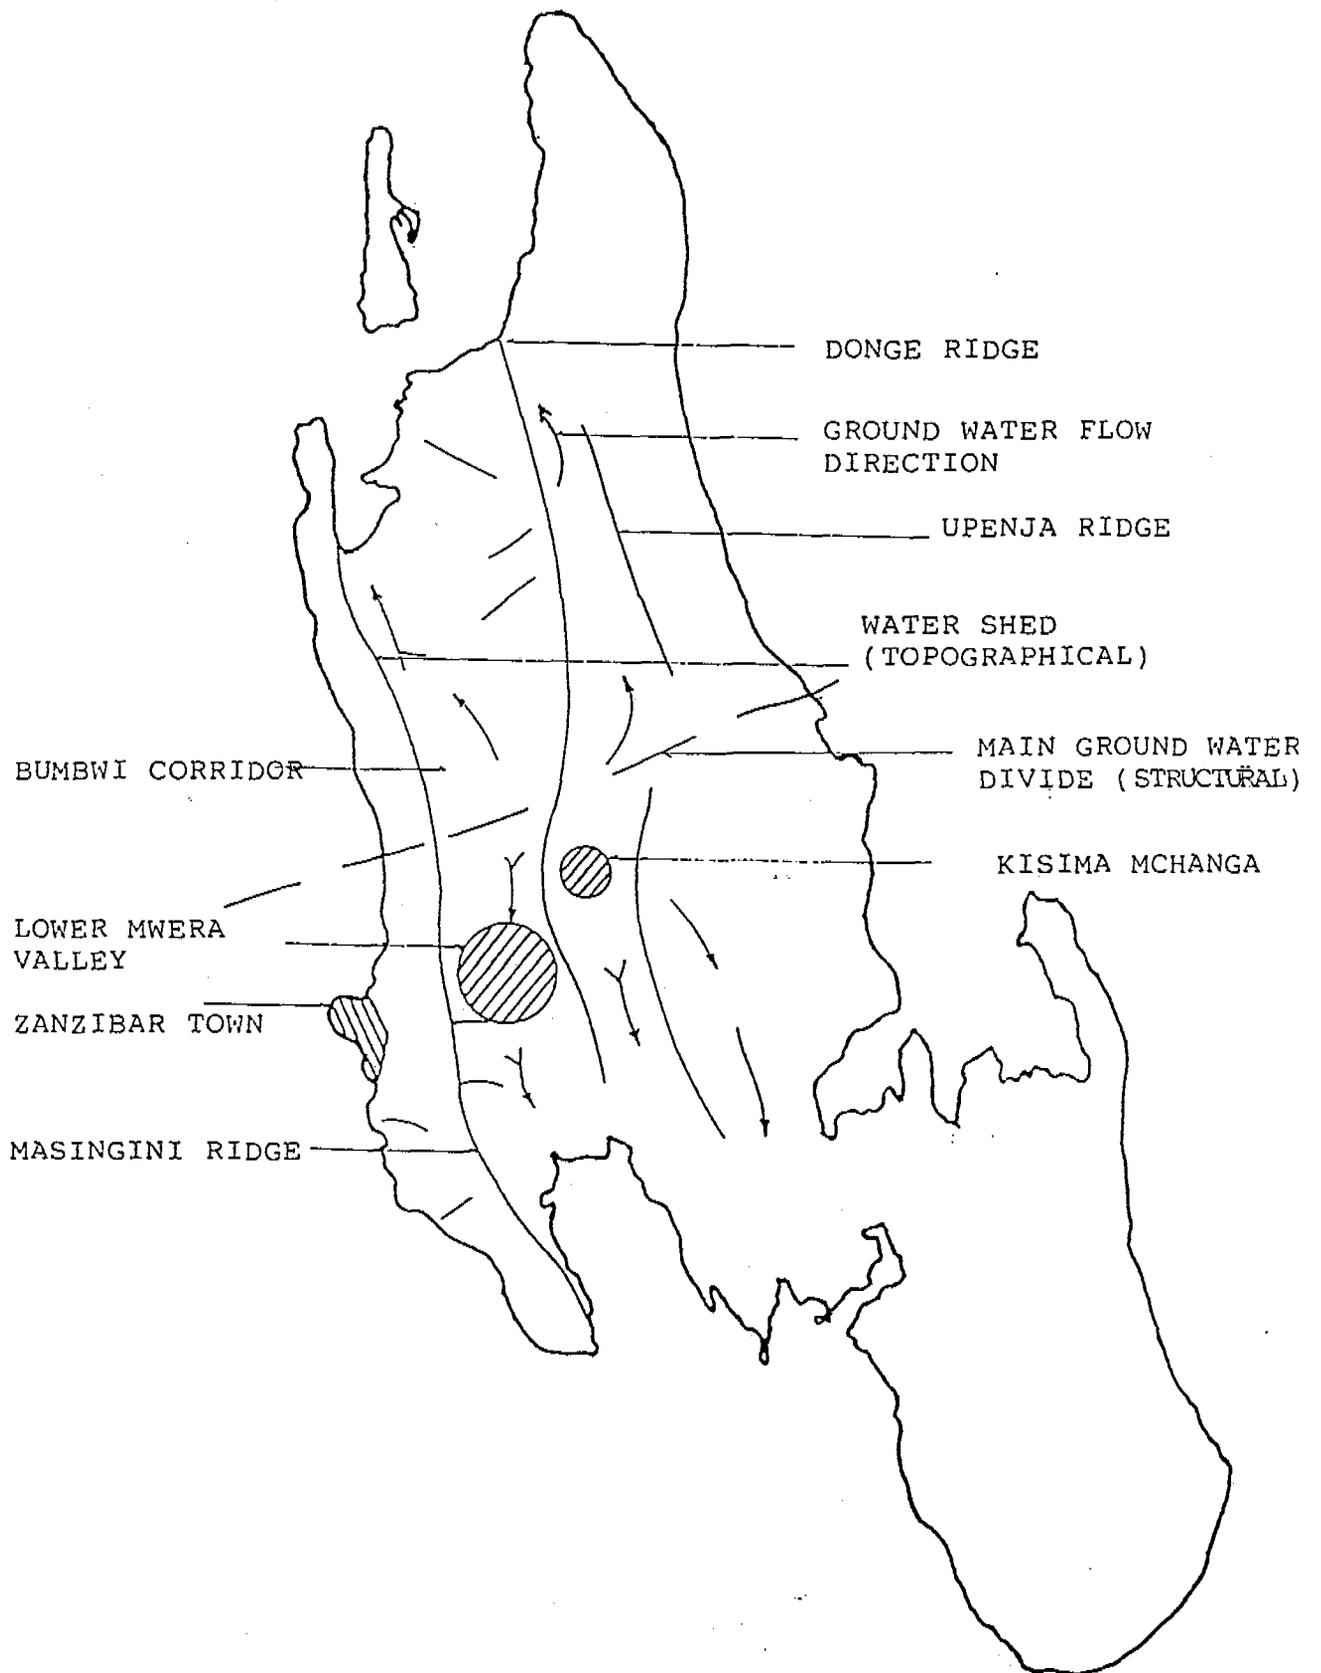 DONGE RIDGE
GROUND WATER FLOW
DIRECTION
UPENJA RIDGE
WATER SHED
(TOPOGRAPHICAL)
MAIN GROUND WATER
DIVIDE (STRUCTURAL)
BUMBWI CORRIDOR
KISIMA MCHANGA
LOWER MWERA
VALLEY
ZANZIBAR TOWN
MASINGINI RIDGE